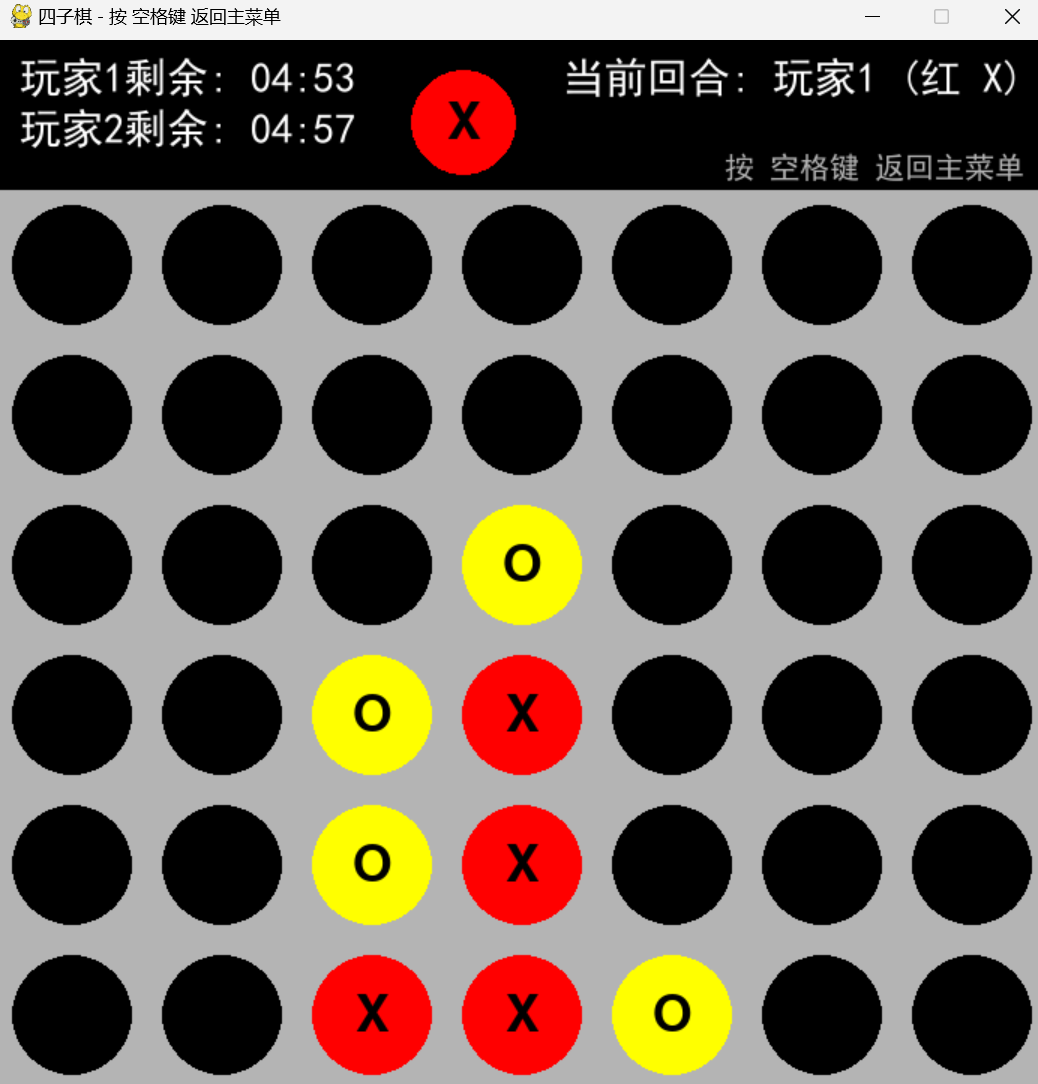 四子棋 - 按 空格键 返回主菜单
玩家1剩余: 04:53
玩家2剩余: 04:57
X
当前回合: 玩家1 (红 X)
按 空格键 返回主菜单
O
O X
O X
X X O